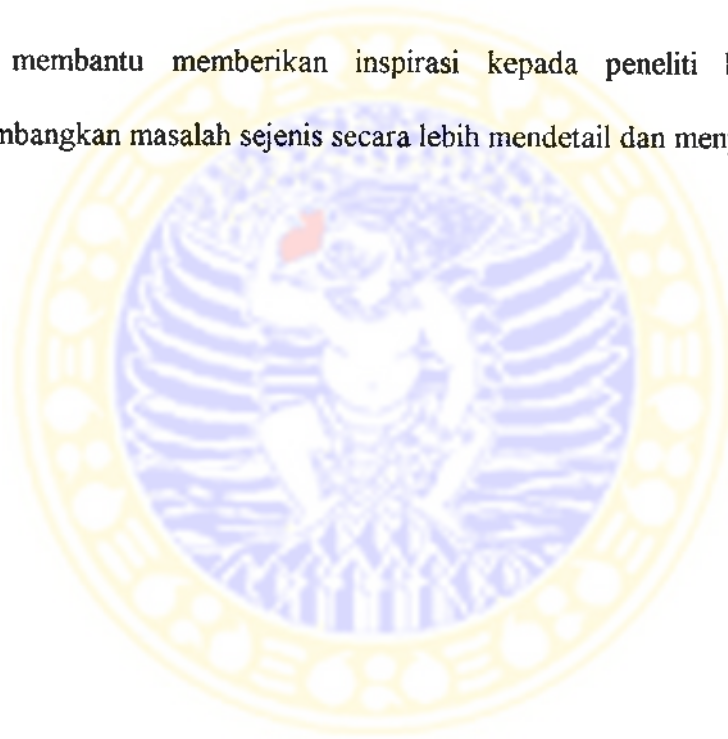 membantu memberikan inspirasi kepada peneliti
mbangkan masalah sejenis secara lebih mendetail dan men